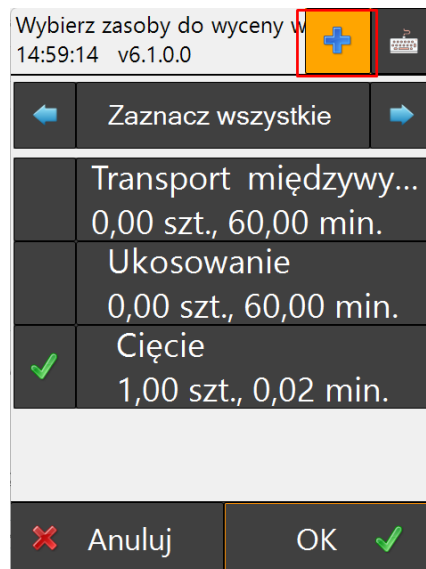 Wybierz zasoby do wyceny w
14:59:14 v6.1.0.0
Zaznacz wszystkie
Transport międzywy...
0,00 szt., 60,00 min.
Ukosowanie
0,00 szt., 60,00 min.
Cięcie
1,00 szt., 0,02 min.
Anuluj OK